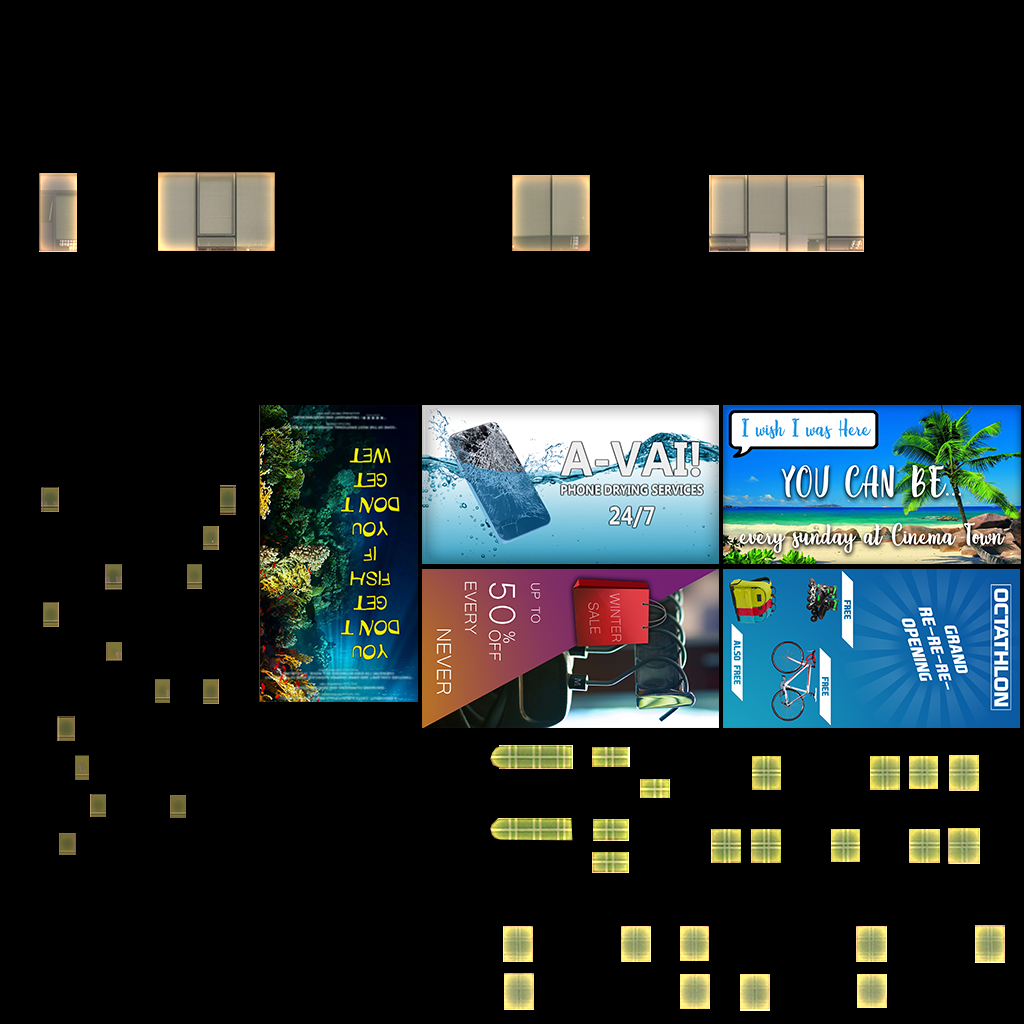 YOU
DON'T
GET
FISH
IF
YOU
DON'T
GET
WET
A-VAI!
PHONE DRYING SERVICES
24/7
I wish I was Here
YOU CAN BE...
every sunday at Cinema Town
UP TO
50% OFF
EVERY
NEVER
WINTER
SALE
OCTATHLON
GRAND
RE-RE-RE-
OPENING
FREE
FREE
ALSO FREE